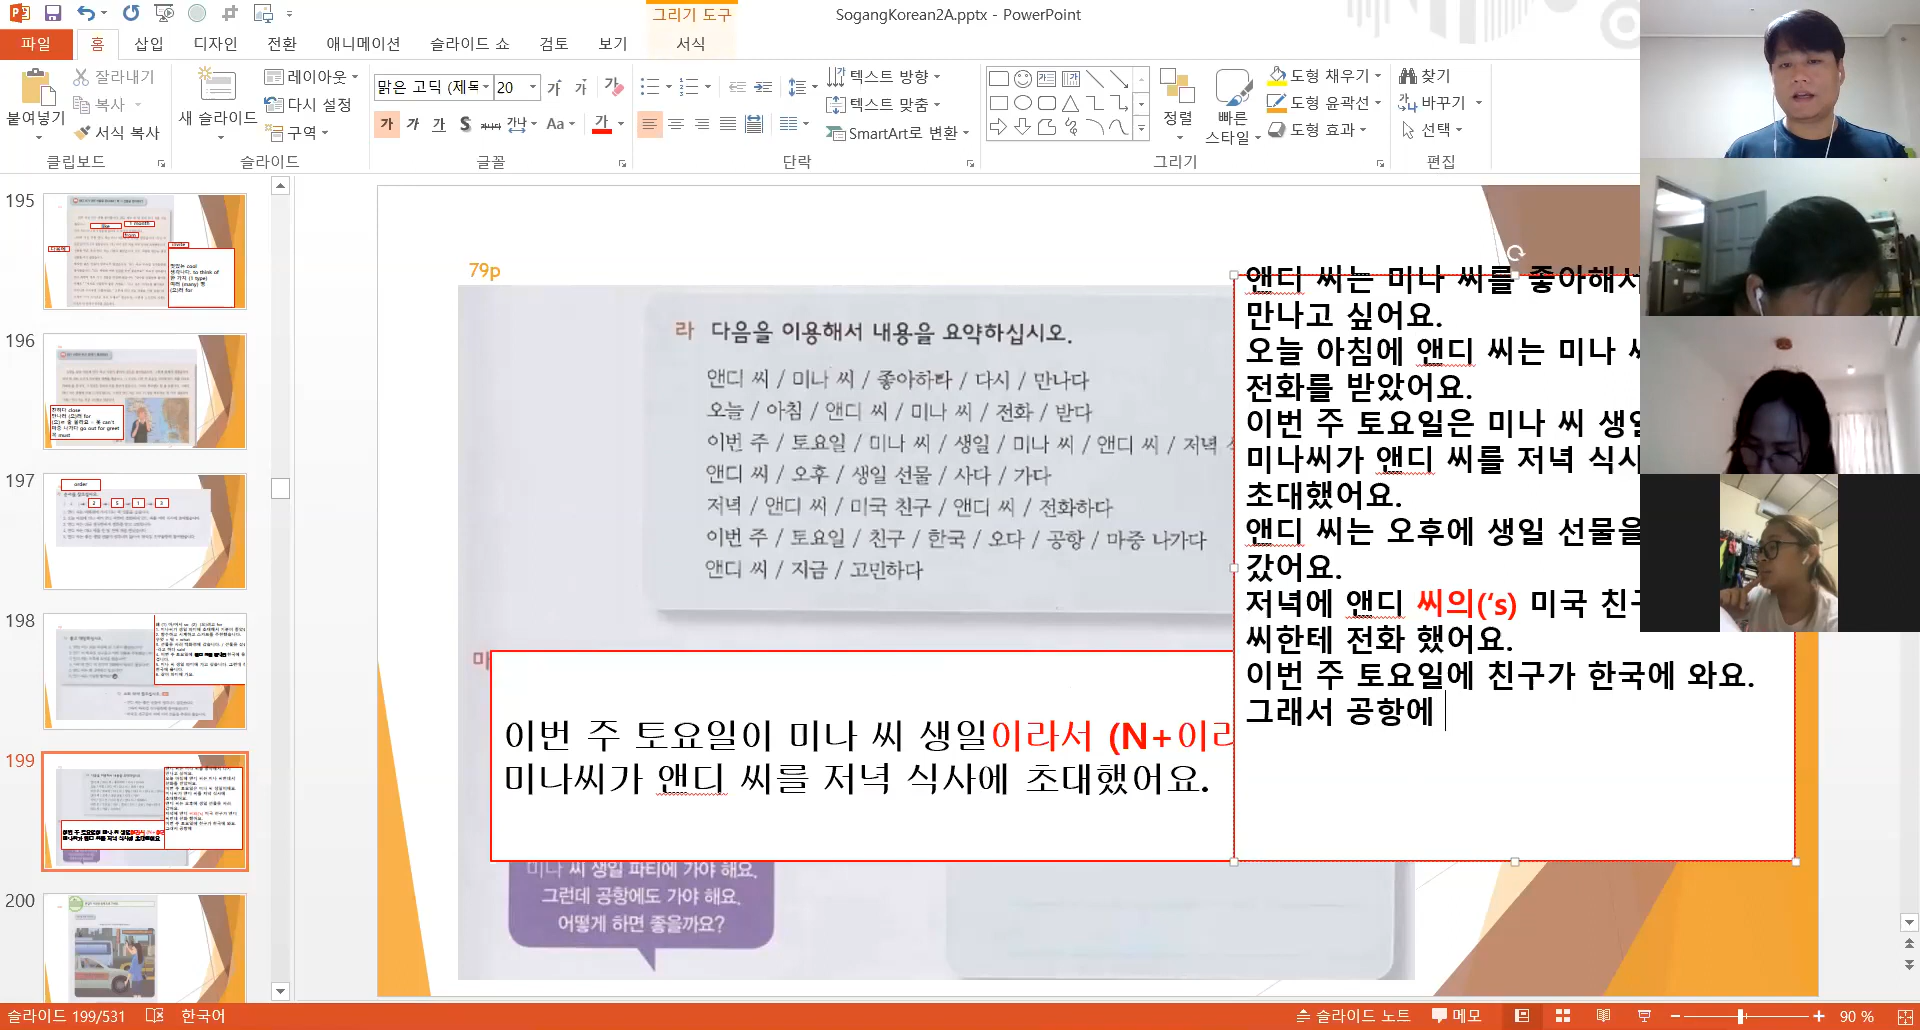 그리기 도구
SogangKorean2A.pptx - PowerPoint
파일 홈 삽입 디자인 전환 애니메이션 슬라이드 쇼 검토 보기 서식
붙여넣기
잘라내기
복사
서식 복사
클립보드
새 슬라이드
레이아웃
다시 설정
구역
슬라이드
맑은 고딕 (제목 20
글꼴
텍스트 방향
텍스트 맞춤
SmartArt로 변환
단락
정렬
빠른 스타일
도형 채우기
도형 윤곽선
도형 효과
그리기
찾기
바꾸기
선택
편집
195
196
197
order
198
199
200
79p
라 다음을 이용해서 내용을 요약하십시오.
앤디 씨 / 미나 씨 / 좋아하다 / 다시 / 만나다
오늘 / 아침 / 앤디 씨 / 미나 씨 / 전화 / 받다
이번 주 / 토요일 / 미나 씨 / 생일 / 미나 씨 / 앤디 씨 / 저녁
앤디 씨 / 오후 / 생일 선물 / 사다 / 가다
저녁 / 앤디 씨 / 미국 친구 / 앤디 씨 / 전화하다
이번 주 / 토요일 / 친구 / 한국 / 오다 / 공항 / 마중 나가다
앤디 씨 / 지금 / 고민하다
이번 주 토요일이 미나 씨 생일이라서 (N+이라
미나씨가 앤디 씨를 저녁 식사에 초대했어요.
미나 씨 생일 파티에 가야 해요.
그런데 공항에도 가야 해요.
어떻게 하면 좋을까요?
앤디 씨는 미나 씨를 좋아해서
만나고 싶어요.
오늘 아침에 앤디 씨는 미나
전화를 받았어요.
이번 주 토요일은 미나 씨 생일
미나씨가 앤디 씨를 저녁 식사
초대했어요.
앤디 씨는 오후에 생일 선물을
갔어요.
저녁에 앤디 씨의('s) 미국 친구
씨한테 전화 했어요.
이번 주 토요일에 친구가 한국에 와요.
그래서 공항에
슬라이드 199/531 한국어
슬라이드 노트 메모 90 %